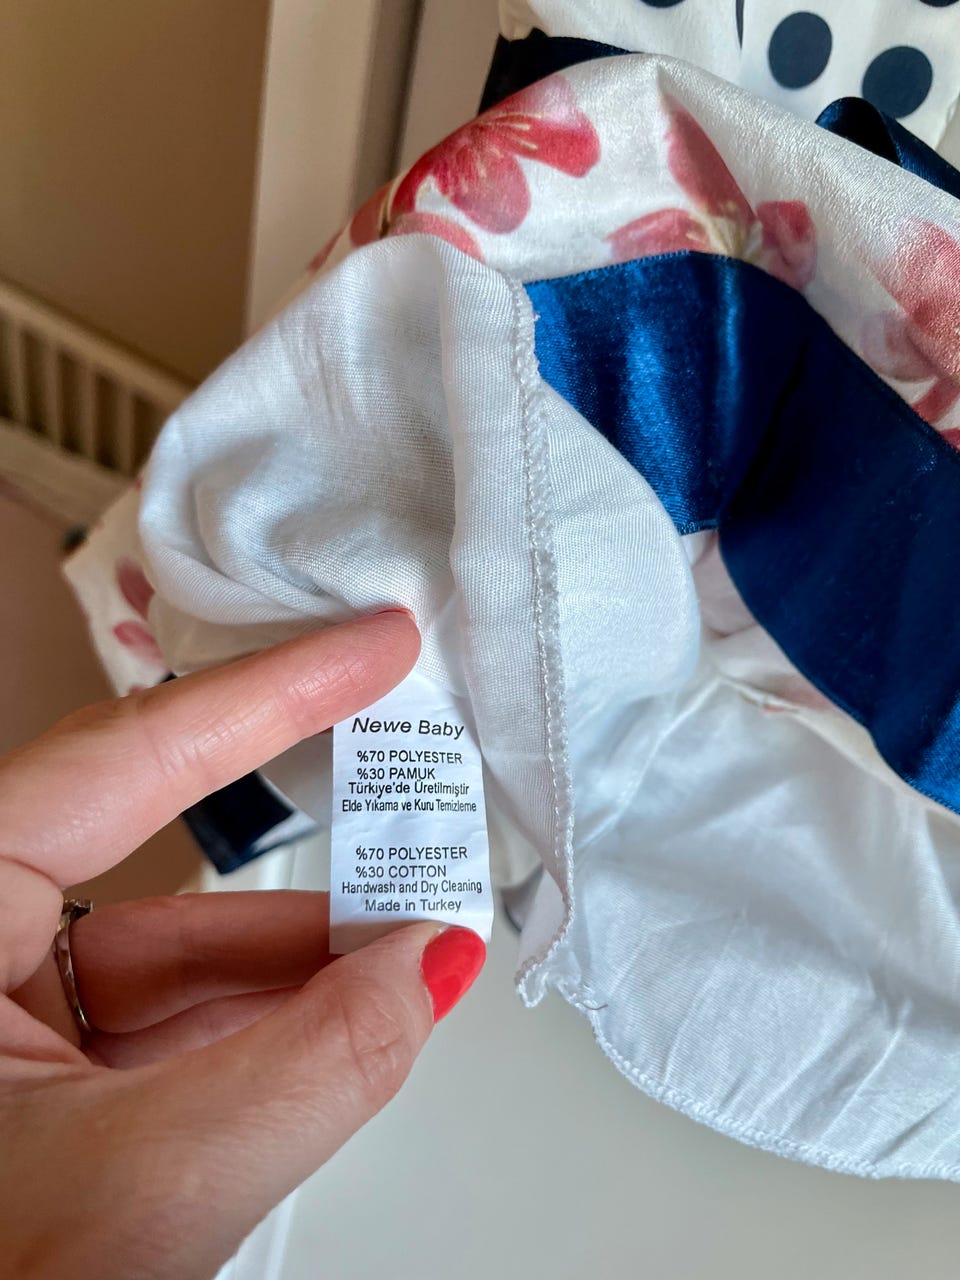 Newe Baby
%70 POLYESTER
%30 PAMUK
Türkiye'de Üretilmiştir
Elde Yıkama ve Kuru Temizleme
%70 POLYESTER
%30 COTTON
Handwash and Dry Cleaning
Made in Turkey